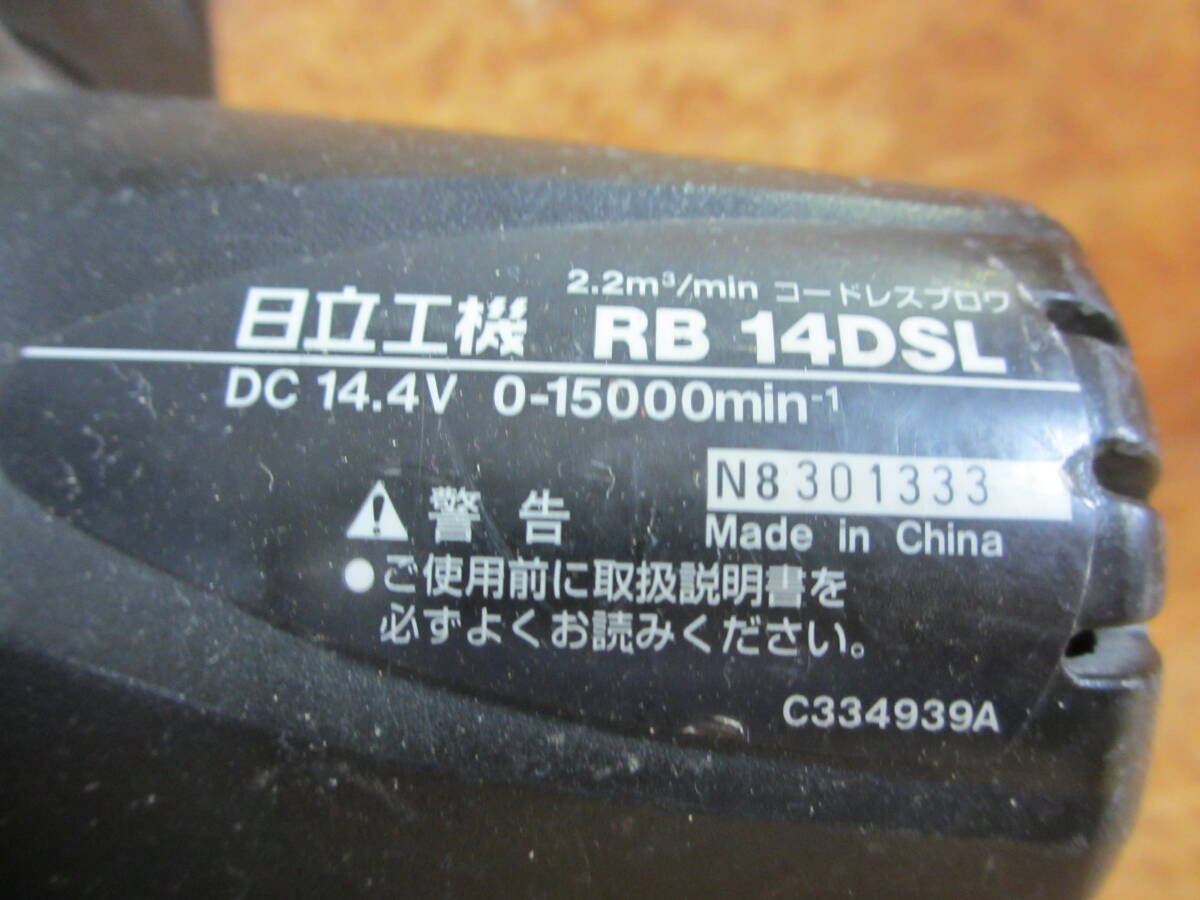 2.2m³/min コードレスブロワ
日立工機 RB 14DSL
DC 14.4V 0-15000min⁻¹
N8301333
Made in China
警告
●ご使用前に取扱説明書を
必ずよくお読みください。
C334939A